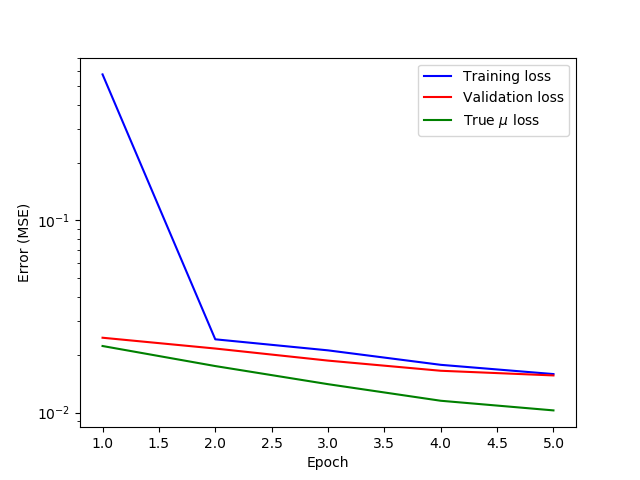 Training loss
Validation loss
True μ loss
Error (MSE)
10⁻¹
10⁻²
1.0 1.5 2.0 2.5 3.0 3.5 4.0 4.5 5.0
Epoch